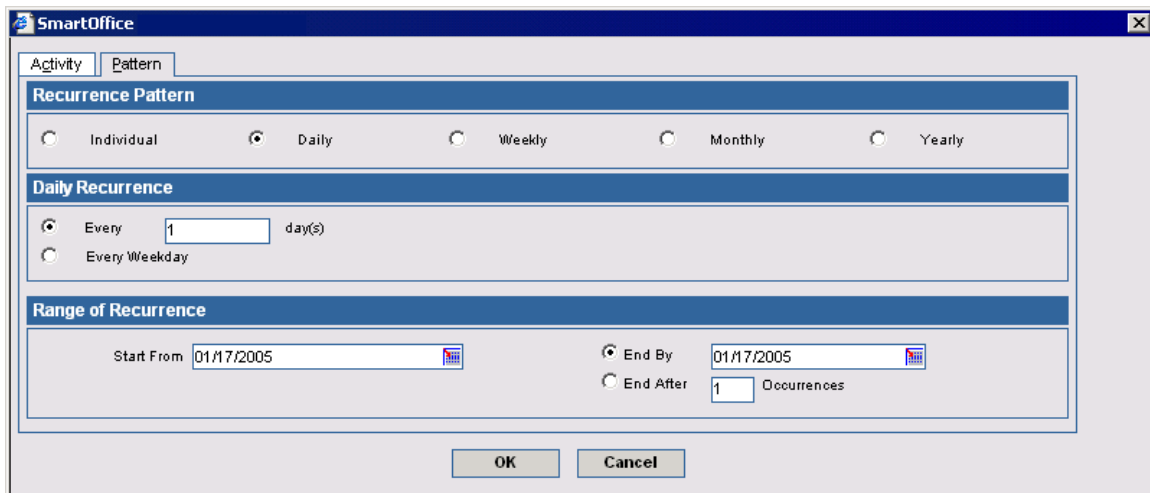 SmartOffice
Activity Pattern
Recurrence Pattern
Individual Daily Weekly Monthly Yearly
Daily Recurrence
Every 1 day(s)
Every Weekday
Range of Recurrence
Start From 01/17/2005 End By 01/17/2005
End After 1 Occurrences
OK Cancel